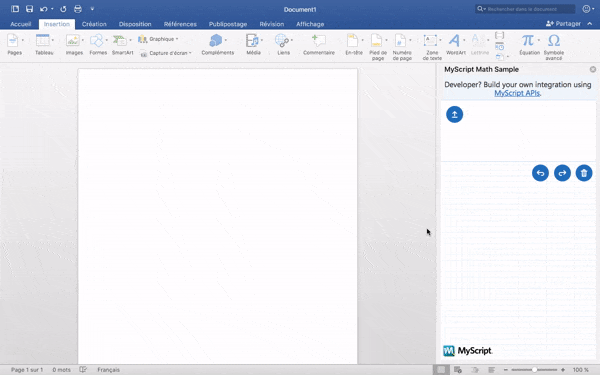 Document1
Rechercher dans le document
Accueil Insertion Création Disposition Références Publipostage Révision Affichage Partager
Pages Tableau Images Formes SmartArt Graphique Capture d'écran Compléments Média Liens Commentaire En-tête Pied de page Numéro de page Zone de texte WordArt Lettrine Équation Symbole avancé
MyScript Math Sample
Developer? Build your own integration using
MyScript APIs.
MyScript.
Page 1 sur 1 0 mots Français 100 %